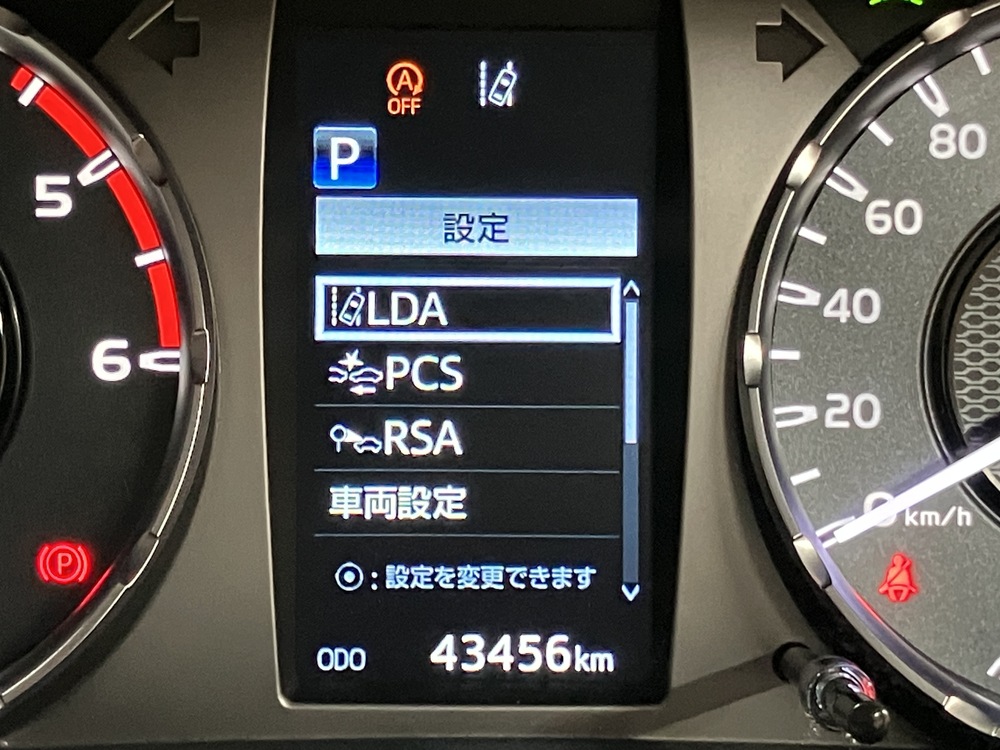 A
OFF
P
設定
LDA
PCS
RSA
車両設定
◉:設定を変更できます
ODO 43456km
5
6
P
80
60
40
20
0 km/h